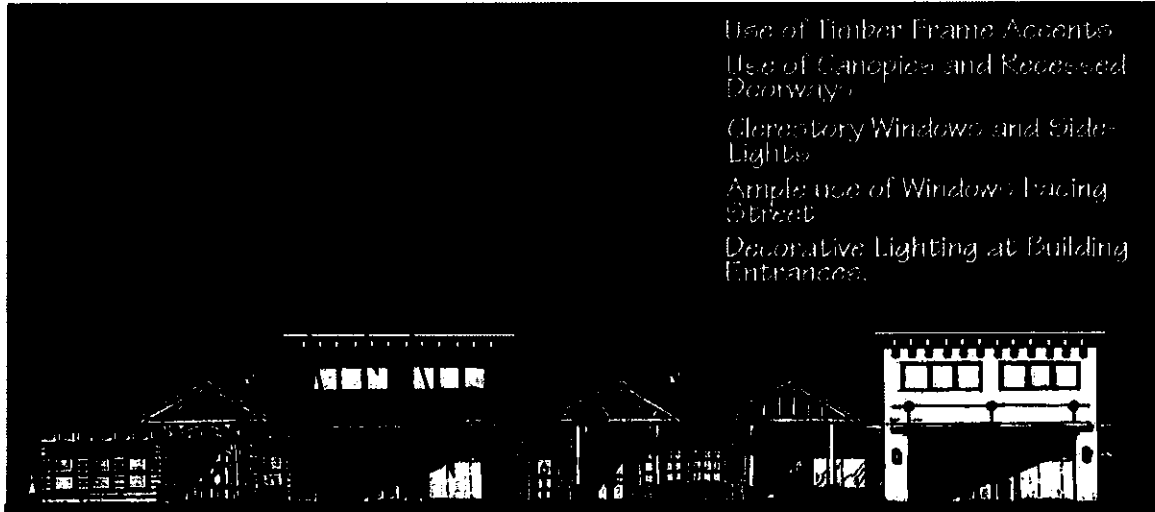 Use of Timber Frame Accents
Use of Canopies and Recessed
Doorways
Clerestory Windows and Side-
Lights
Ample use of Windows Facing
Street
Decorative Lighting at Building
Entrances.